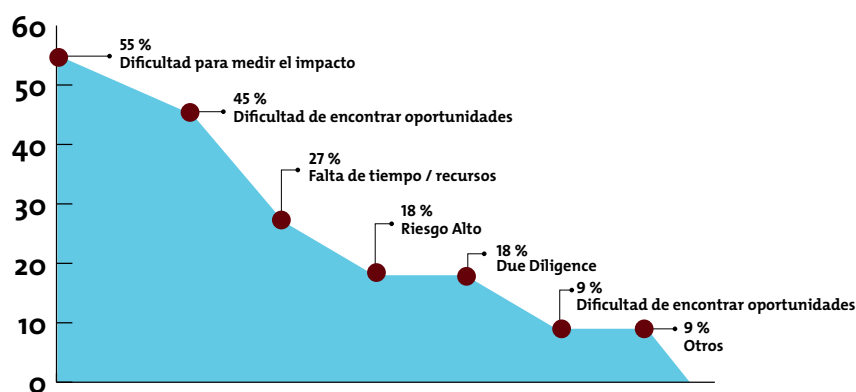 60
55 %
Dificultad para medir el impacto
50
45 %
Dificultad de encontrar oportunidades
40
27 %
Falta de tiempo / recursos
30
18 %
Riesgo Alto
18 %
Due Diligence
20
9 %
Dificultad de encontrar oportunidades
10
9 %
Otros
0